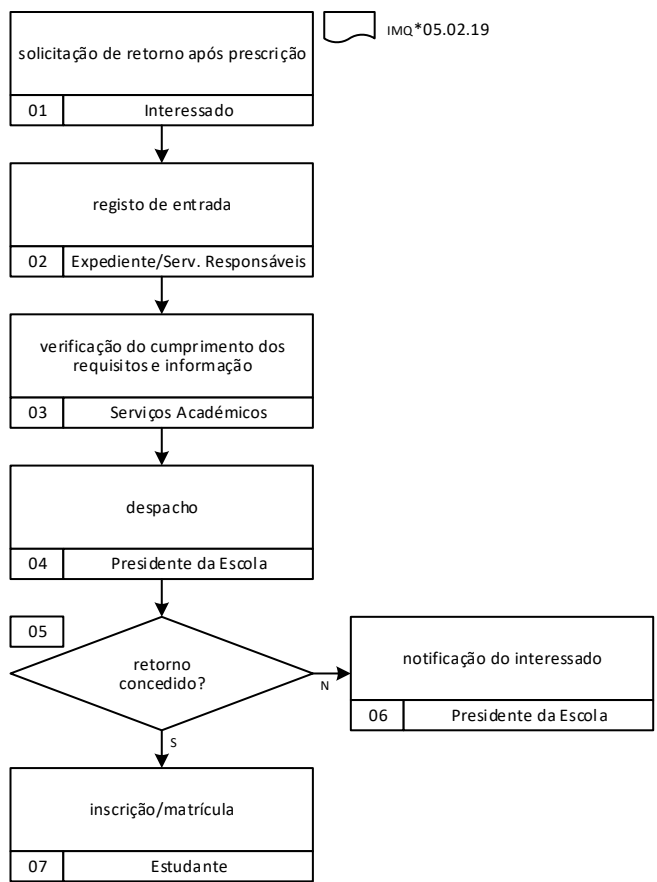 solicitação de retorno após prescrição
IMQ*05.02.19
01 Interessado
registo de entrada
02 Expediente/Serv. Responsáveis
verificação do cumprimento dos
requisitos e informação
03 Serviços Académicos
despacho
04 Presidente da Escola
05
retorno
concedido?
N
notificação do interessado
06 Presidente da Escola
S
inscrição/matrícula
07 Estudante